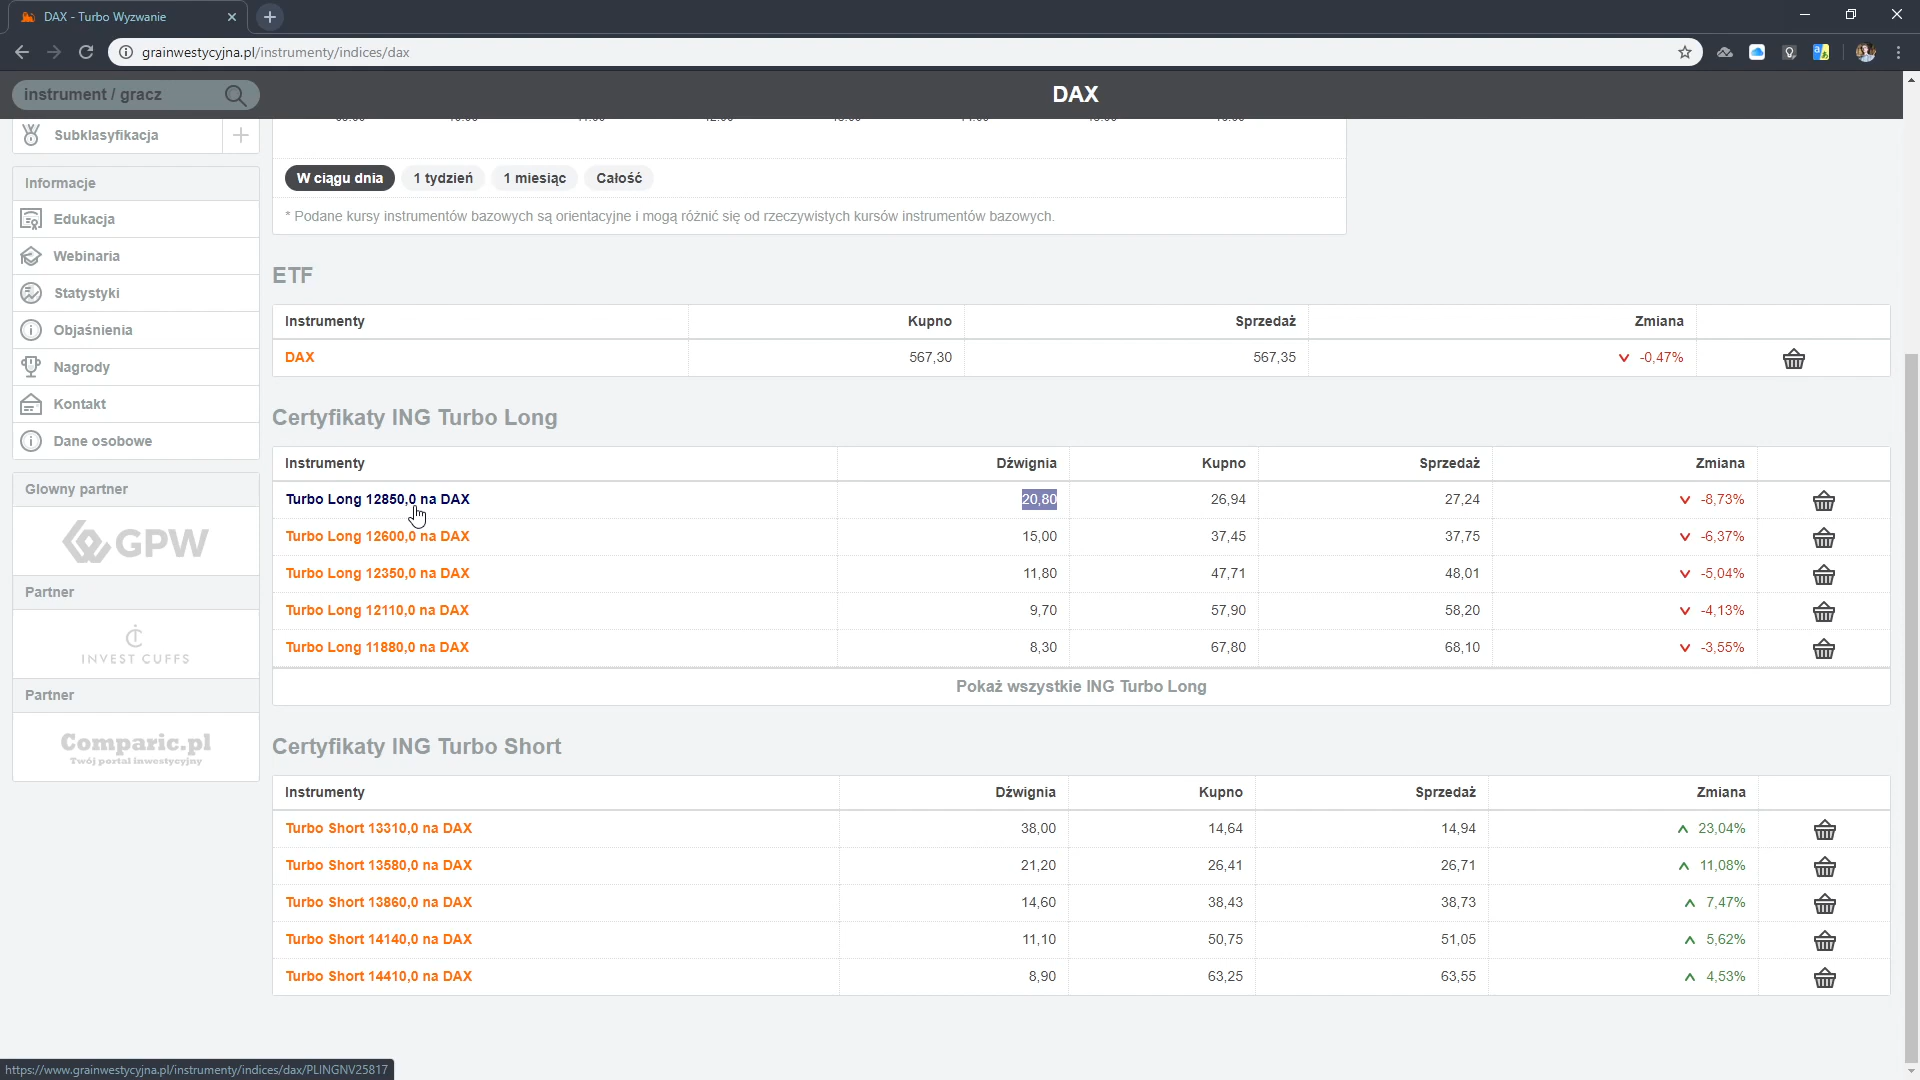 DAX - Turbo Wyzwanie
grainwestycyjna.pl/instrumenty/indices/dax
instrument / gracz
DAX
Subklasyfikacja
Informacje
Edukacja
Webinaria
Statystyki
Objaśnienia
Nagrody
Kontakt
Dane osobowe
Glowny partner
GPW
Partner
INVEST CUFFS
Partner
Comparic.pl
Twój portal inwestycyjny
W ciągu dnia 1 tydzień 1 miesiąc Całość
* Podane kursy instrumentów bazowych są orientacyjne i mogą różnić się od rzeczywistych kursów instrumentów bazowych.
ETF
Instrumenty Kupno Sprzedaż Zmiana
DAX 567,30 567,35 -0,47%
Certyfikaty ING Turbo Long
Instrumenty Dźwignia Kupno Sprzedaż Zmiana
Turbo Long 12850,0 na DAX 20,80 26,94 27,24 -8,73%
Turbo Long 12600,0 na DAX 15,00 37,45 37,75 -6,37%
Turbo Long 12350,0 na DAX 11,80 47,71 48,01 -5,04%
Turbo Long 12110,0 na DAX 9,70 57,90 58,20 -4,13%
Turbo Long 11880,0 na DAX 8,30 67,80 68,10 -3,55%
Pokaż wszystkie ING Turbo Long
Certyfikaty ING Turbo Short
Instrumenty Dźwignia Kupno Sprzedaż Zmiana
Turbo Short 13310,0 na DAX 38,00 14,64 14,94 23,04%
Turbo Short 13580,0 na DAX 21,20 26,41 26,71 11,08%
Turbo Short 13860,0 na DAX 14,60 38,43 38,73 7,47%
Turbo Short 14140,0 na DAX 11,10 50,75 51,05 5,62%
Turbo Short 14410,0 na DAX 8,90 63,25 63,55 4,53%
https://www.grainwestycyjna.pl/instrumenty/indices/dax/PLINGNV25817